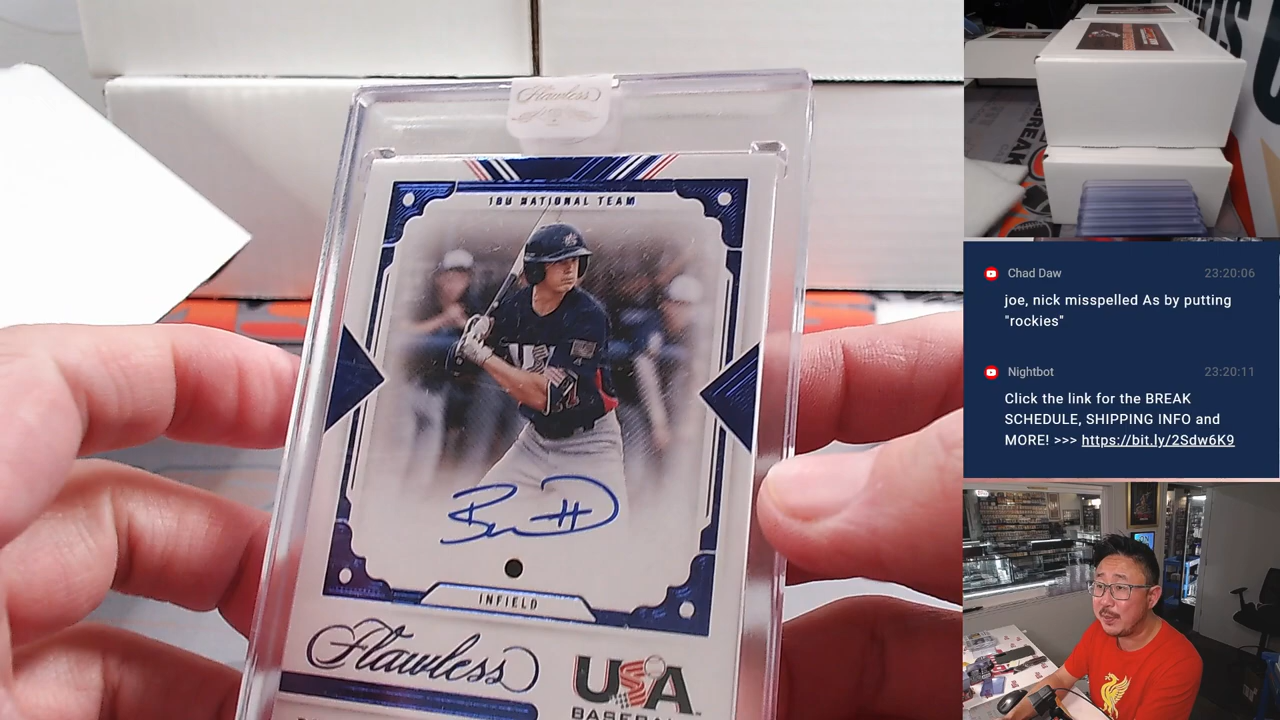 Flawless
18U NATIONAL TEAM
INFIELD
Flawless
USA
BASEBALL
BREAK
Chad Daw 23:20:06
joe, nick misspelled As by putting
"rockies"
Nightbot 23:20:11
Click the link for the BREAK
SCHEDULE, SHIPPING INFO and
MORE! >>> https://bit.ly/2Sdw6K9